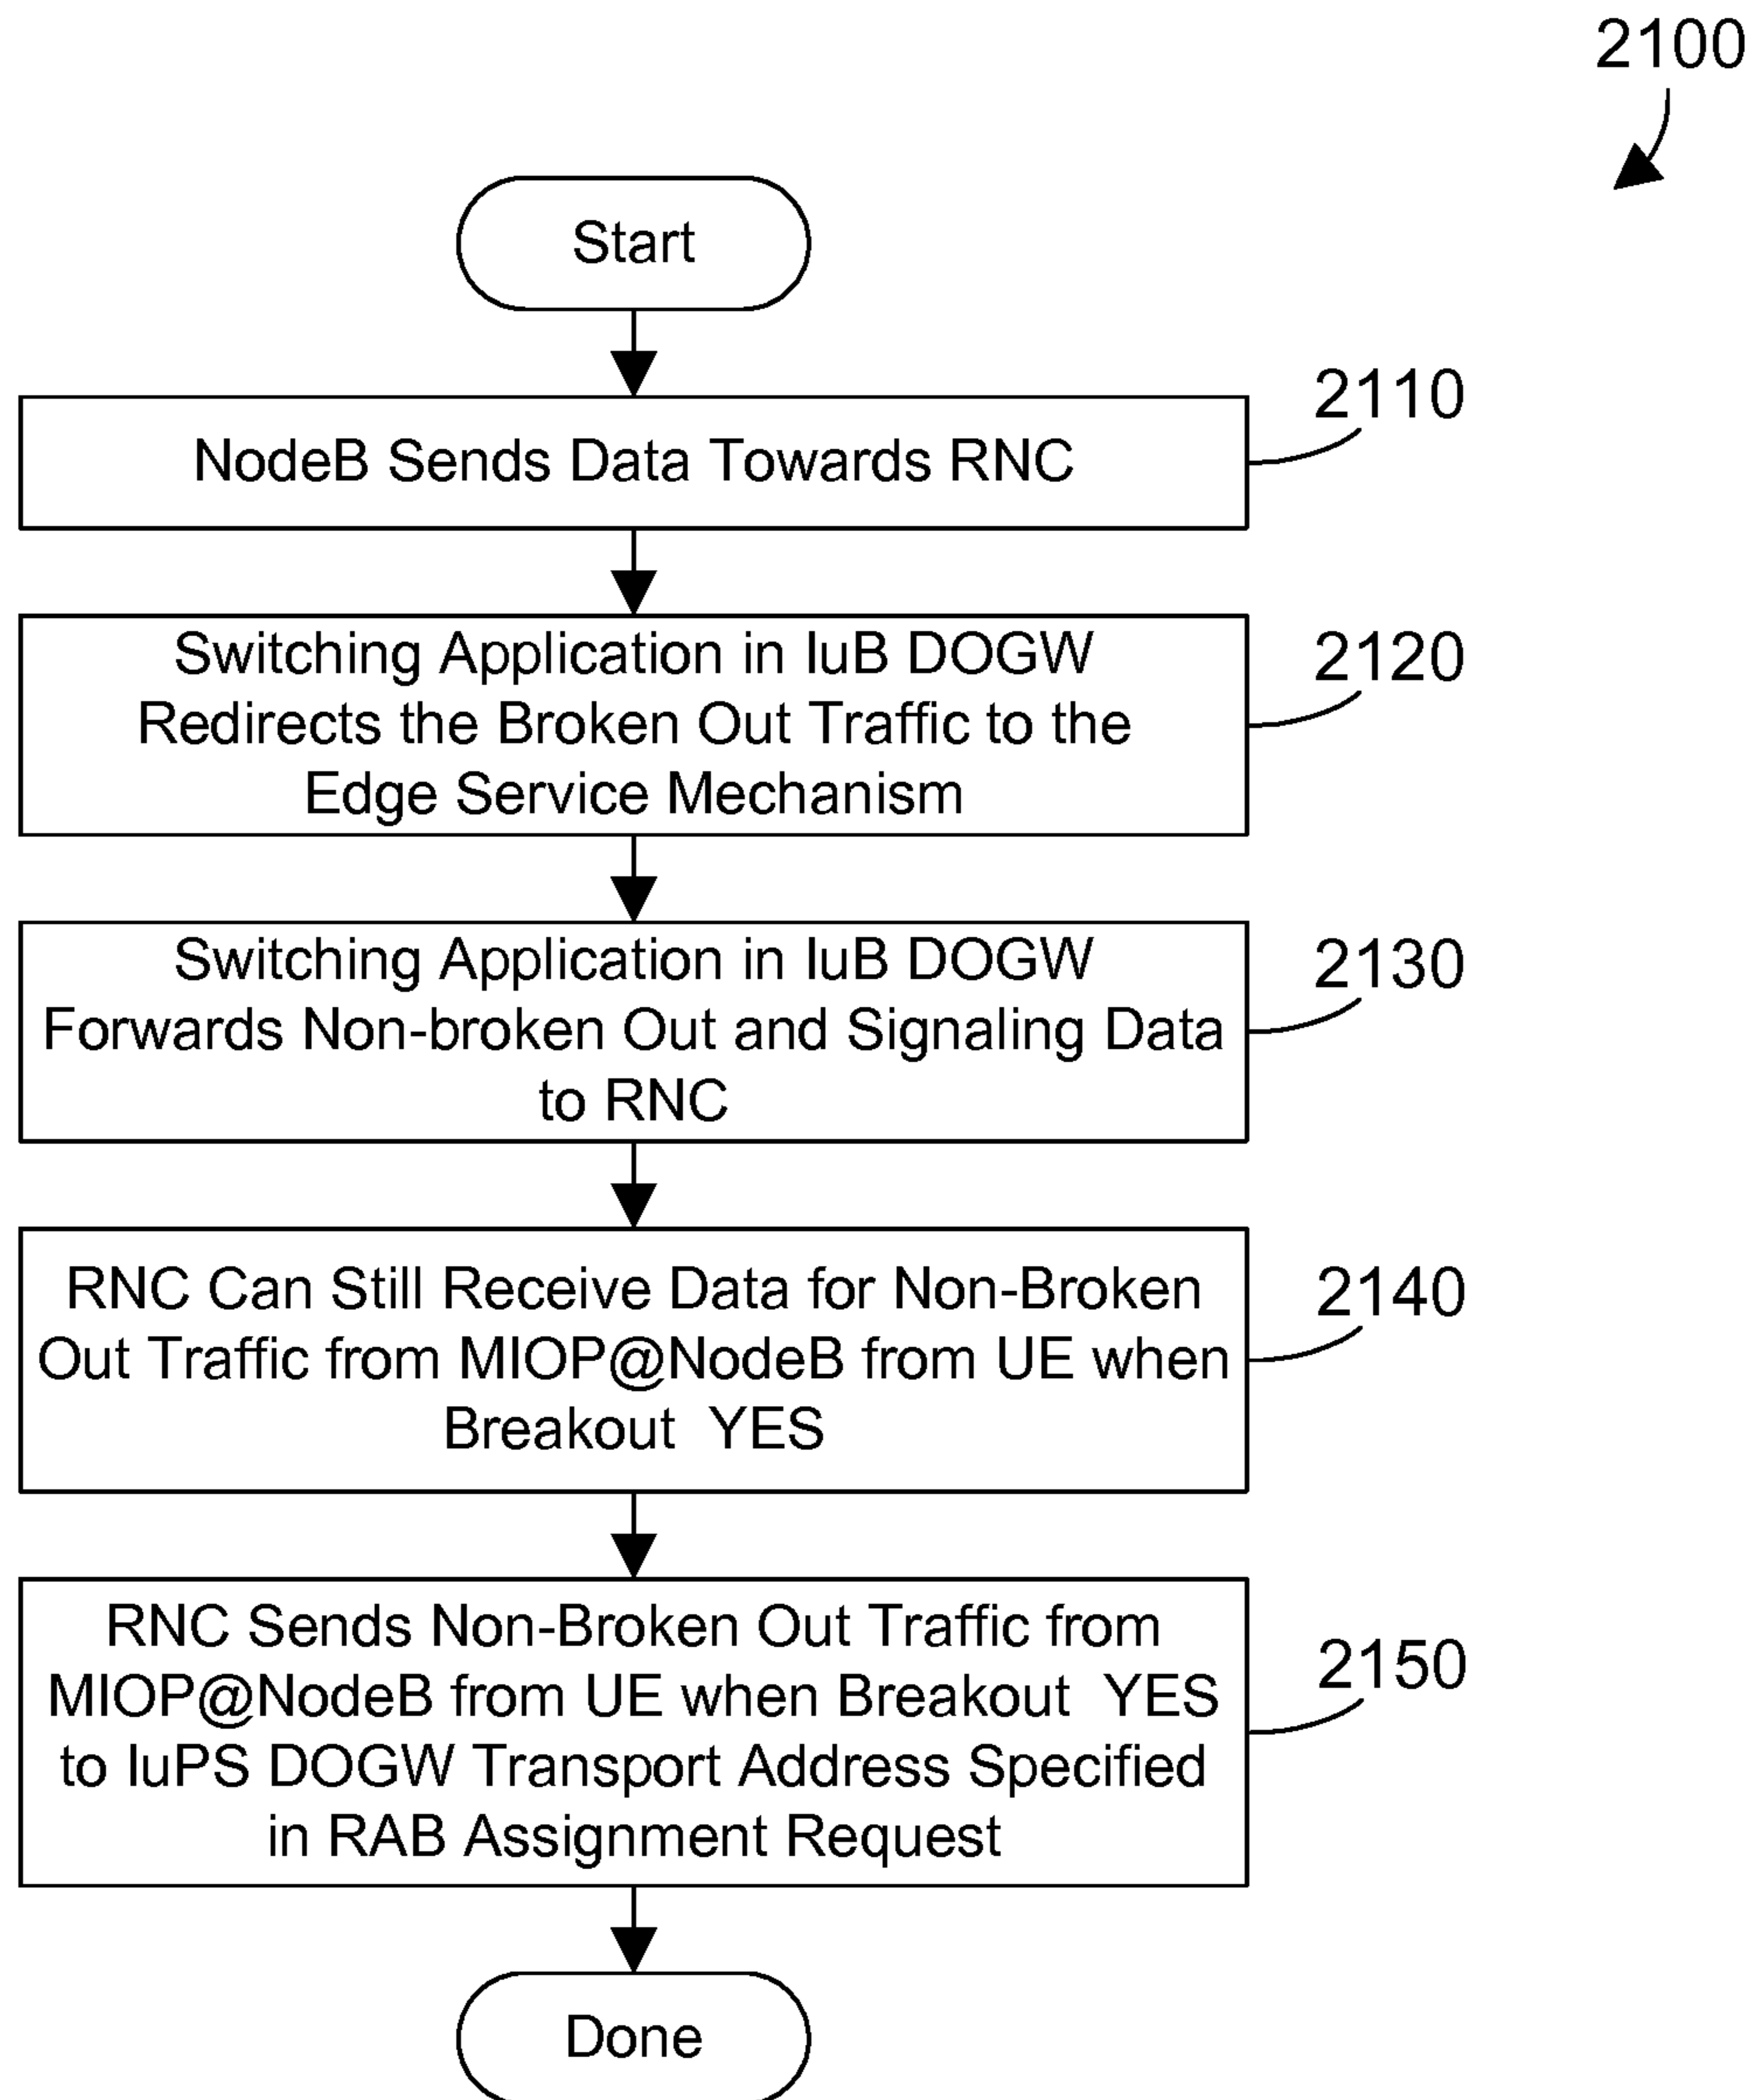 2100
Start
NodeB Sends Data Towards RNC
2110
Switching Application in IuB DOGW
Redirects the Broken Out Traffic to the
Edge Service Mechanism
2120
Switching Application in IuB DOGW
Forwards Non-broken Out and Signaling Data
to RNC
2130
RNC Can Still Receive Data for Non-Broken
Out Traffic from MIOP@NodeB from UE when
Breakout  YES
2140
RNC Sends Non-Broken Out Traffic from
MIOP@NodeB from UE when Breakout  YES
to IuPS DOGW Transport Address Specified
in RAB Assignment Request
2150
Done